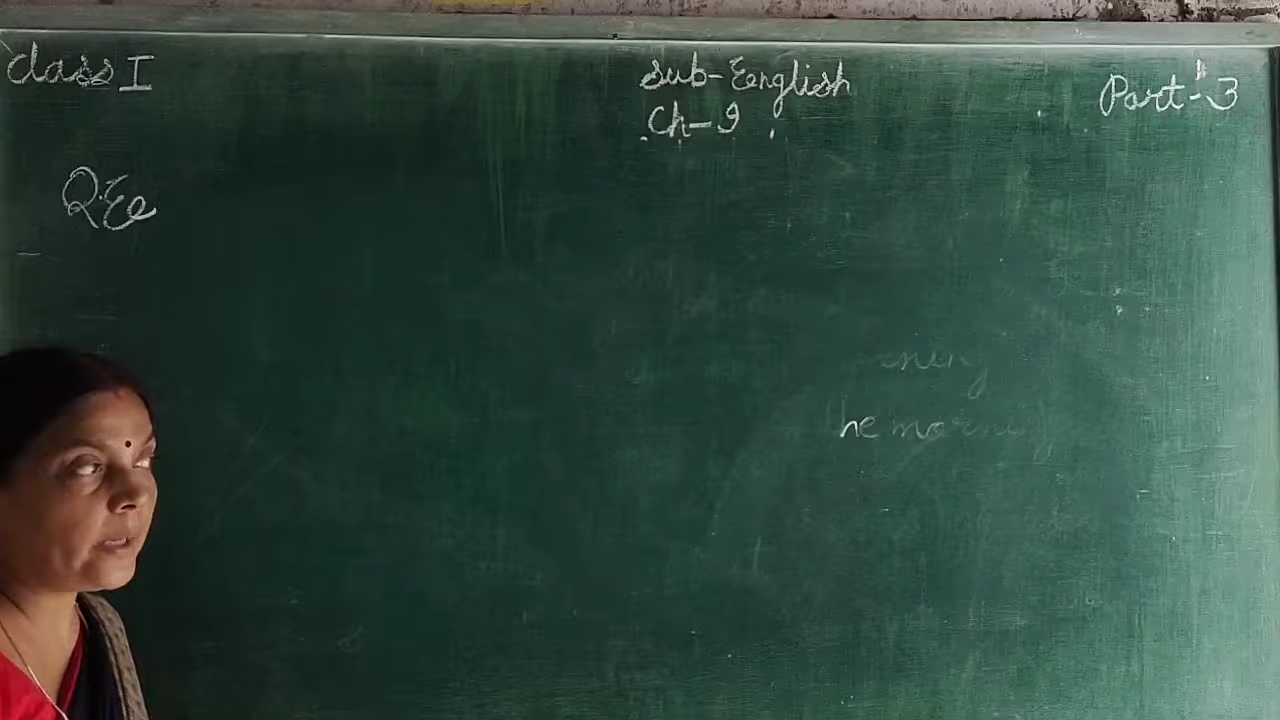 Class I
Sub-Eenglish
Part-3
Ch-9
Q.Ee
he morning